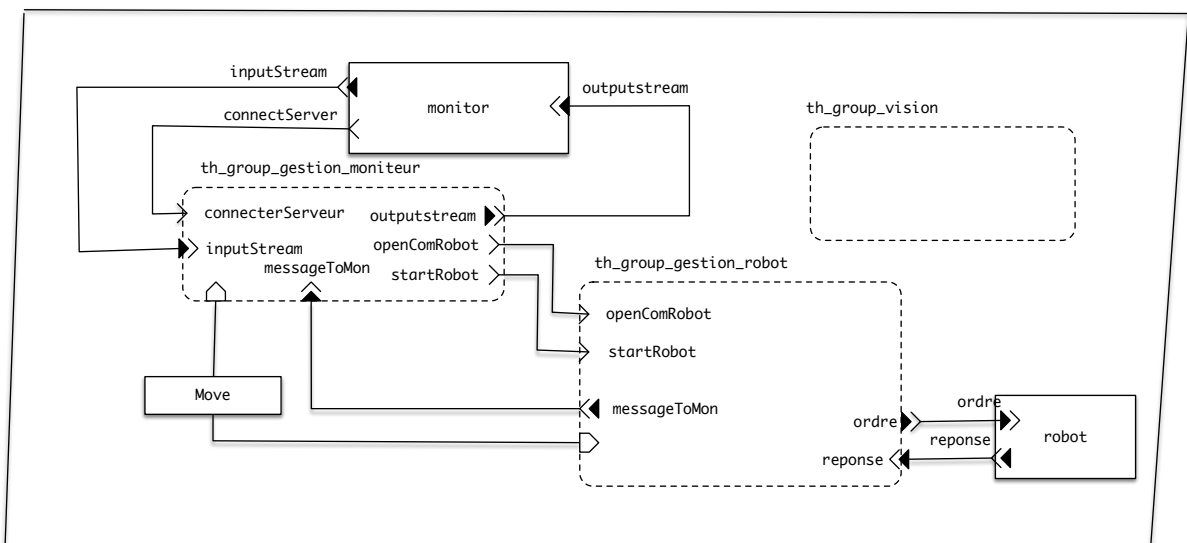 inputStream
monitor
outputstream
connectServer
th_group_vision
th_group_gestion_moniteur
connecterServeur
outputstream
inputStream
openComRobot
messageToMon
startRobot
th_group_gestion_robot
openComRobot
startRobot
Move
messageToMon
ordre
ordre
reponse
robot
reponse